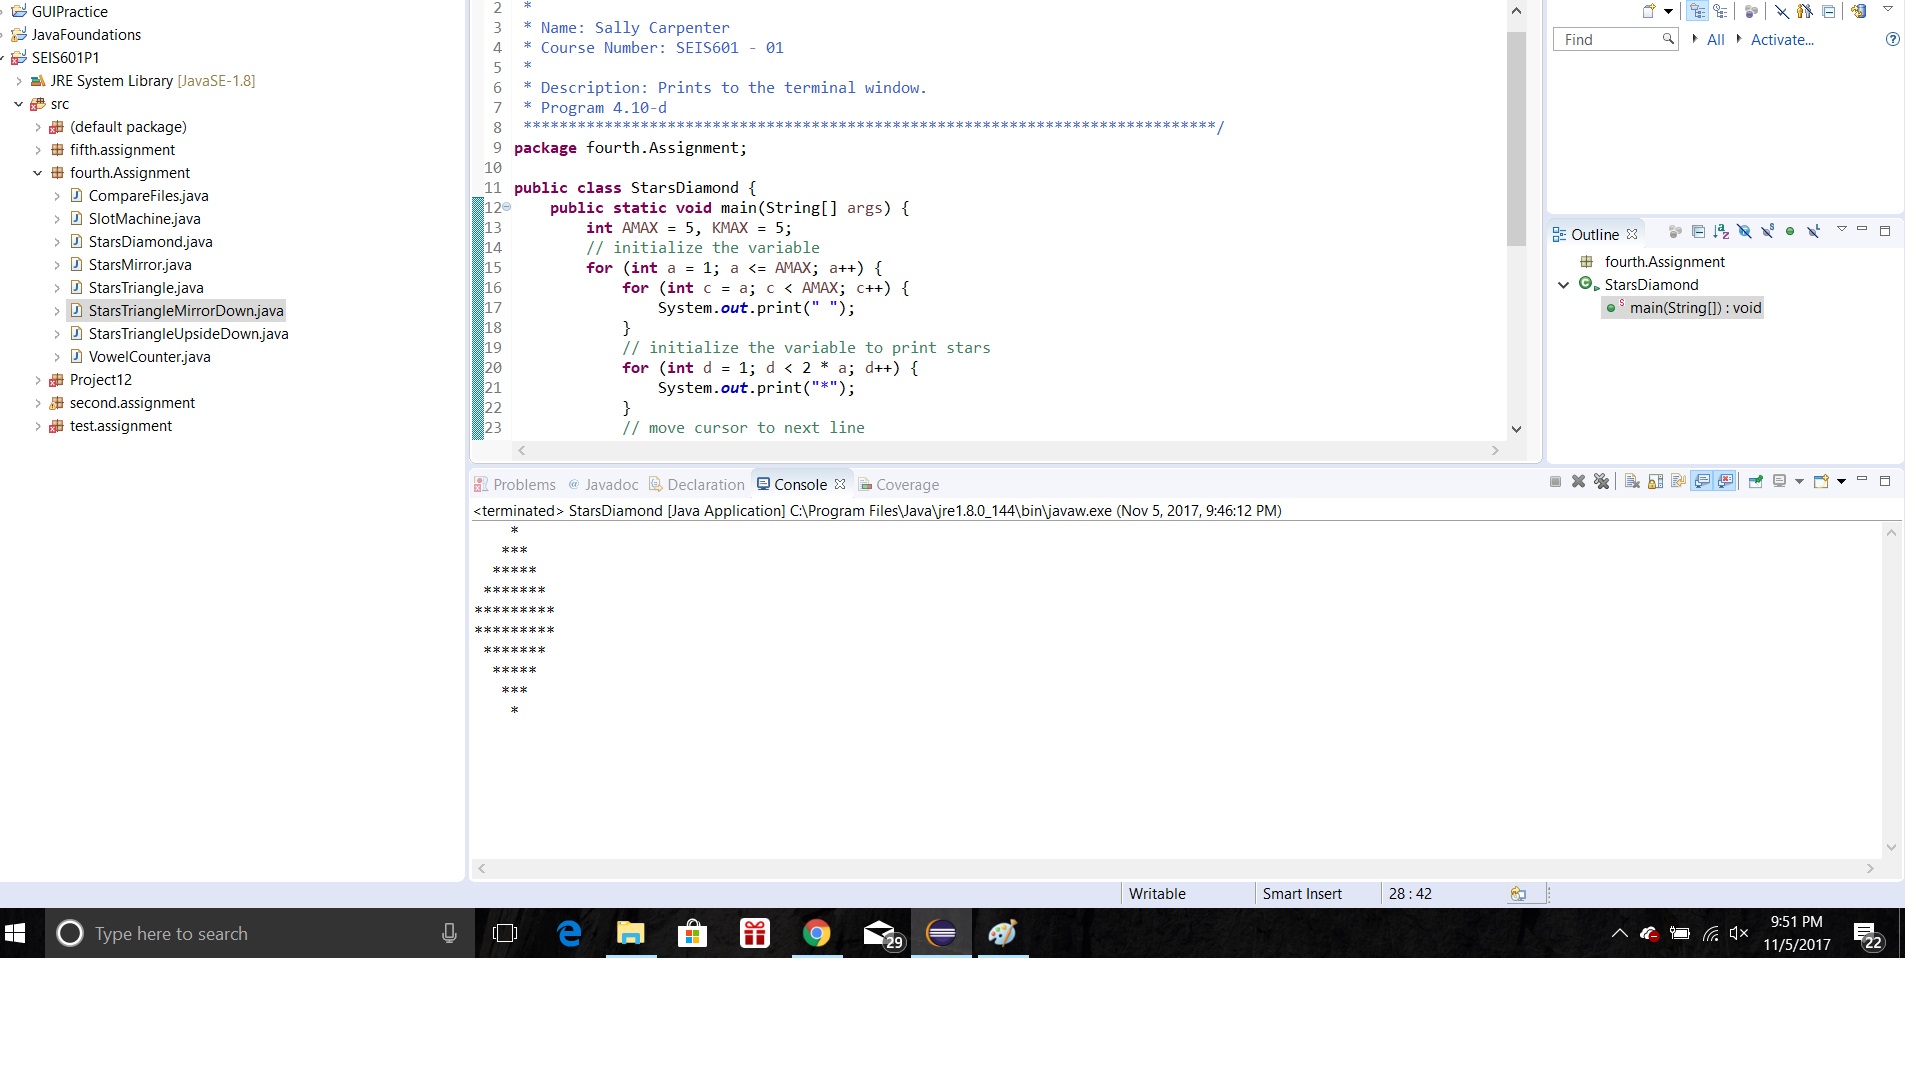 GUIPractice
JavaFoundations
SEIS601P1
JRE System Library [JavaSE-1.8]
src
(default package)
fifth.assignment
fourth.Assignment
CompareFiles.java
SlotMachine.java
StarsDiamond.java
StarsMirror.java
StarsTriangle.java
StarsTriangleMirrorDown.java
StarsTriangleUpsideDown.java
VowelCounter.java
Project12
second.assignment
test.assignment
2 *
3 * Name: Sally Carpenter
4 * Course Number: SEIS601 - 01
5 *
6 * Description: Prints to the terminal window.
7 * Program 4.10-d
8 *****************************************************************************/
9 package fourth.Assignment;
10
11 public class StarsDiamond {
12 public static void main(String[] args) {
13 int AMAX = 5, KMAX = 5;
14 // initialize the variable
15 for (int a = 1; a <= AMAX; a++) {
16 for (int c = a; c < AMAX; c++) {
17 System.out.print(" ");
18 }
19 // initialize the variable to print stars
20 for (int d = 1; d < 2 * a; d++) {
21 System.out.print("*");
22 }
23 // move cursor to next line
Find All Activate...
Outline
fourth.Assignment
StarsDiamond
main(String[]) : void
Problems @ Javadoc Declaration Console Coverage
<terminated> StarsDiamond [Java Application] C:\Program Files\Java\jre1.8.0_144\bin\javaw.exe (Nov 5, 2017, 9:46:12 PM)
    *
   ***
  *****
 *******
*********
*********
 *******
  *****
   ***
    *
Writable Smart Insert 28 : 42
Type here to search
29
9:51 PM
11/5/2017
22